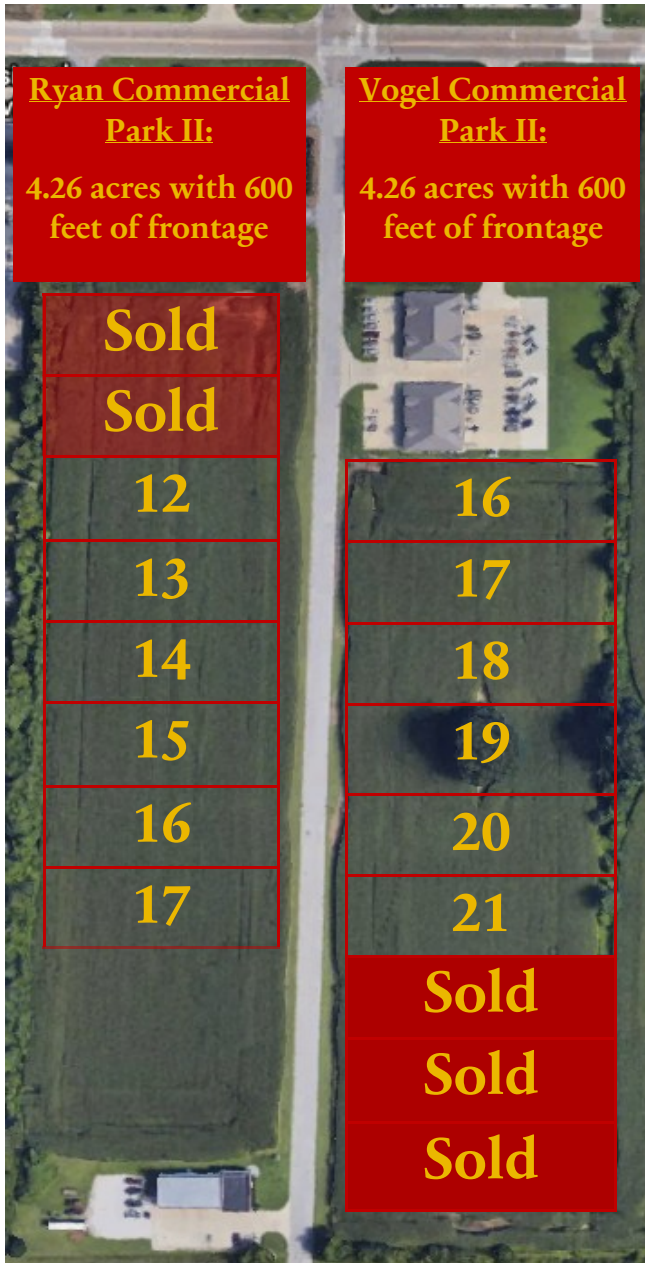 Ryan Commercial
Park II:
4.26 acres with 600
feet of frontage
Sold
Sold
12
13
14
15
16
17
Vogel Commercial
Park II:
4.26 acres with 600
feet of frontage
16
17
18
19
20
21
Sold
Sold
Sold